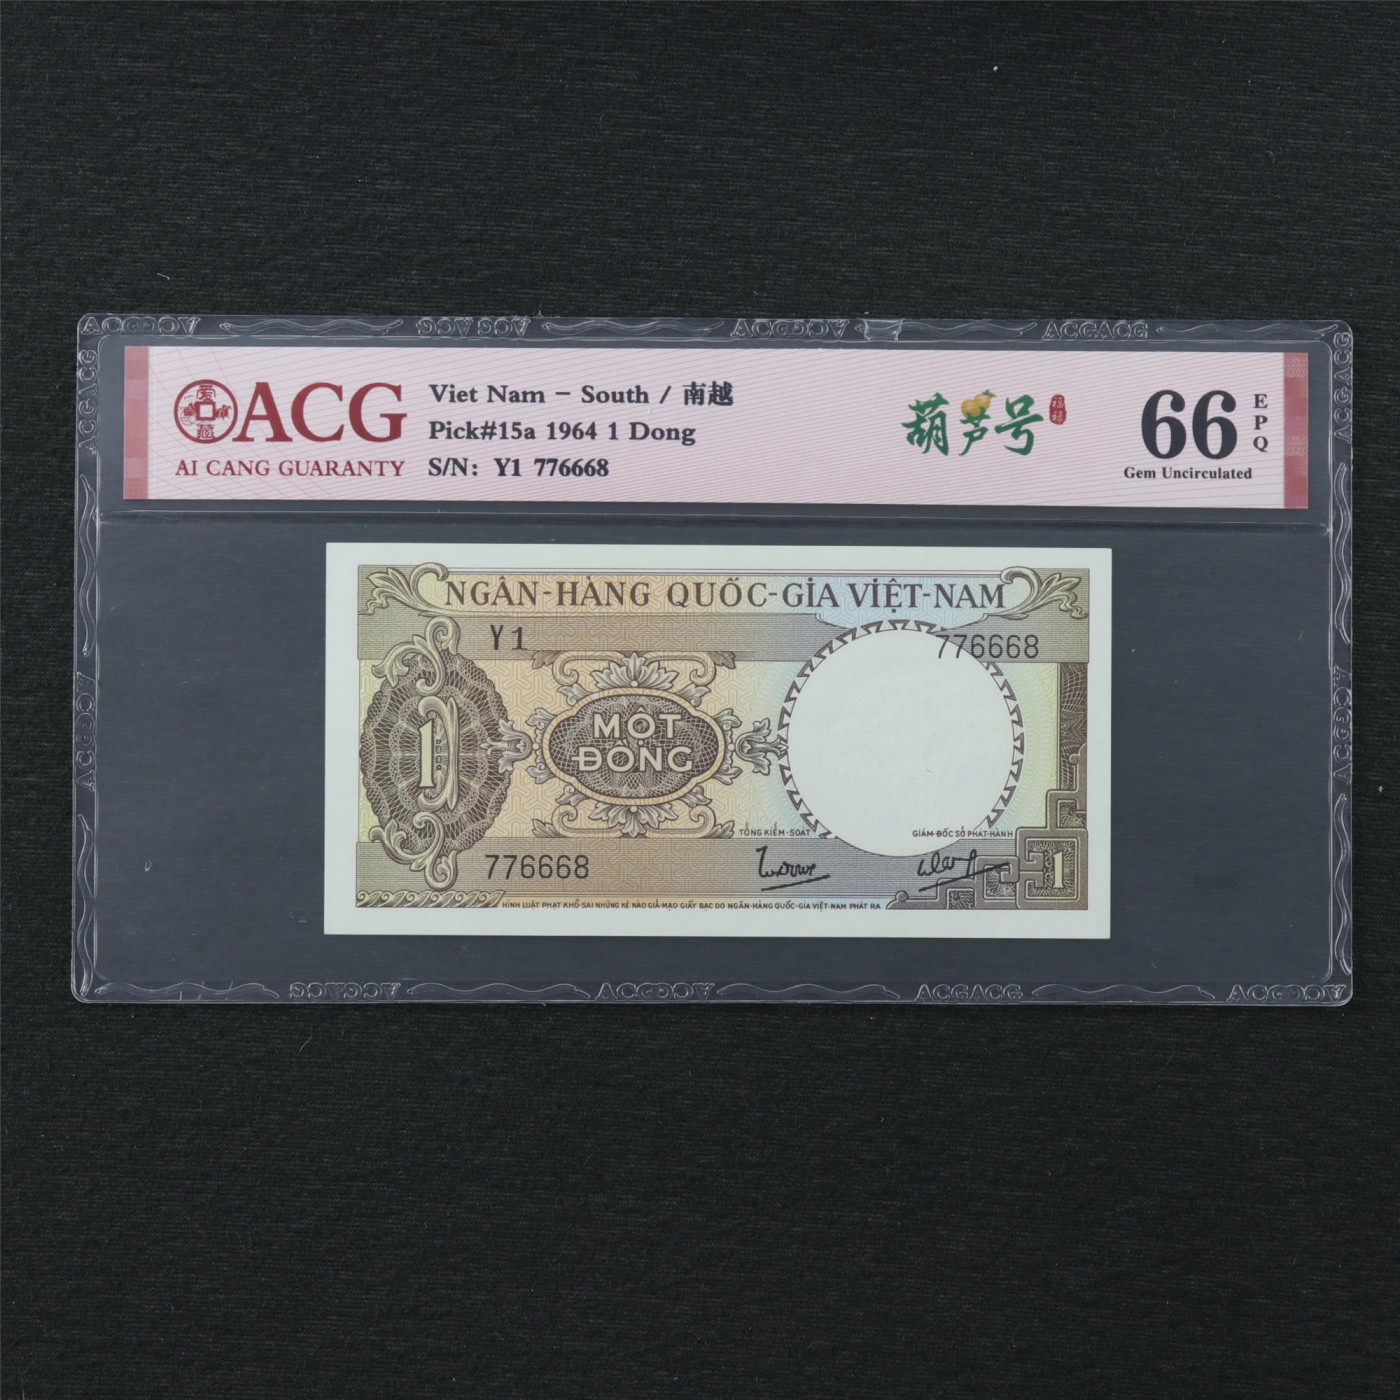 ACG
AI CANG GUARANTY
Viet Nam – South / 南越
Pick#15a 1964 1 Dong
S/N: Y1 776668
葫芦号
66
EPQ
Gem Uncirculated
NGÂN-HÀNG QUỐC-GIA VIỆT-NAM
Y1
776668
1
MỘT
ĐỒNG
TỔNG KIỂM-SOÁT
GIÁM-ĐỐC SỞ PHÁT-HÀNH
776668
1
HÌNH LUẬT PHẠT KHỔ-SAI NHỮNG KẺ NÀO GIẢ-MẠO GIẤY BẠC DO NGÂN-HÀNG QUỐC-GIA VIỆT-NAM PHÁT RA